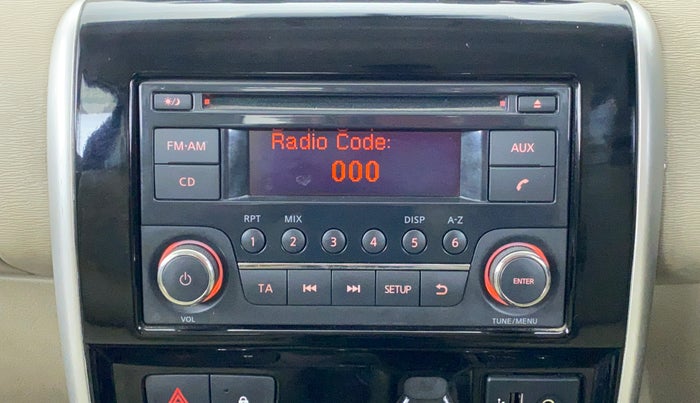 Radio Code:
000
FM·AM
AUX
CD
RPT MIX DISP A-Z
1 2 3 4 5 6
ENTER
TA SETUP
VOL
TUNE/MENU